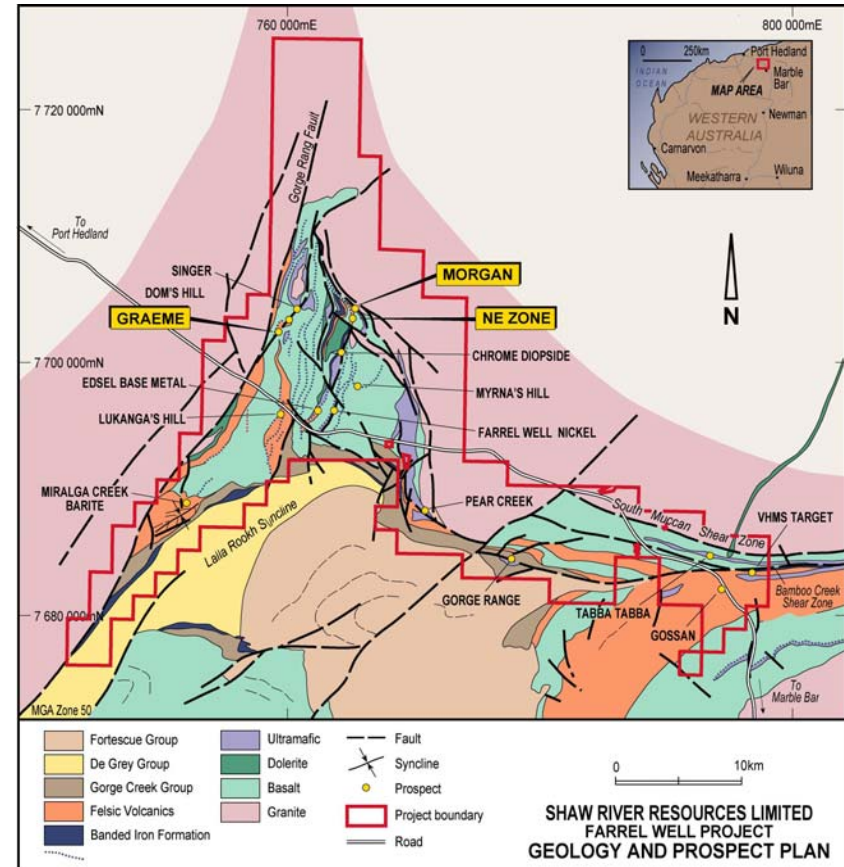 760 000mE
800 000mE
7 720 000mN
7 700 000mN
7 680 000mN
0 250km
Port Hedland
Marble
Bar
INDIAN
OCEAN
MAP AREA
Newman
WESTERN
AUSTRALIA
Carnarvon
Wiluna
Meekatharra
Gorge Rang Fault
To
Port Hedland
SINGER
DOM'S HILL
GRAEME
MORGAN
NE ZONE
N
CHROME DIOPSIDE
EDSEL BASE METAL
MYRNA'S HILL
LUKANGA'S HILL
FARREL WELL NICKEL
MIRALGA CREEK
BARITE
PEAR CREEK
Lalla Rookh Syncline
South Muccan Shear Zone
VHMS TARGET
Bamboo Creek
Shear Zone
GORGE RANGE
TABBA TABBA
GOSSAN
To
Marble Bar
MGA Zone 50
Fortescue Group
De Grey Group
Gorge Creek Group
Felsic Volcanics
Banded Iron Formation
Ultramafic
Dolerite
Basalt
Granite
Fault
Syncline
Prospect
Project boundary
Road
0 10km
SHAW RIVER RESOURCES LIMITED
FARREL WELL PROJECT
GEOLOGY AND PROSPECT PLAN